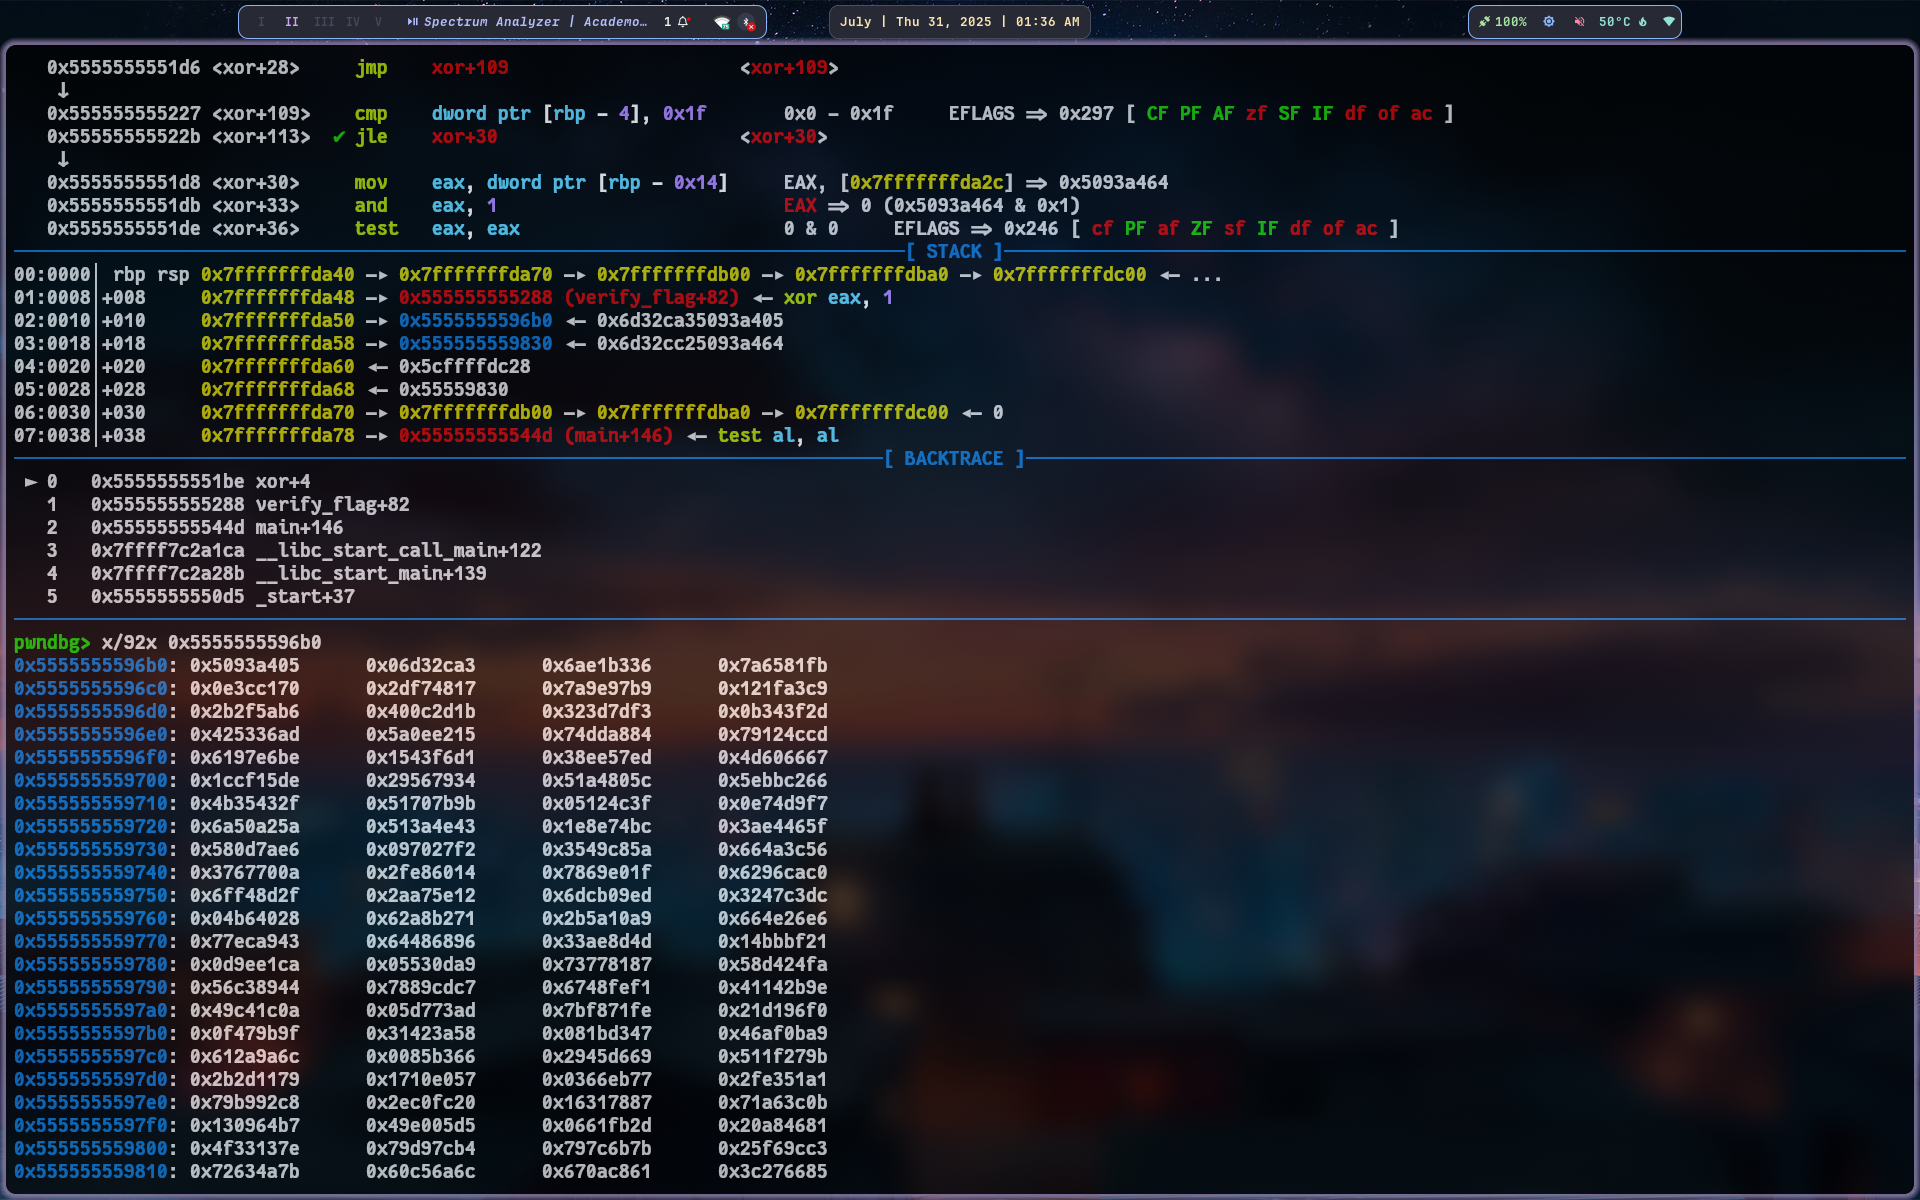 I II III IV V Spectrum Analyzer | Academo… 1
July | Thu 31, 2025 | 01:36 AM
100% 50°C
0x5555555551d6 <xor+28> jmp xor+109 <xor+109>
↓
0x555555555227 <xor+109> cmp dword ptr [rbp - 4], 0x1f 0x0 - 0x1f EFLAGS => 0x297 [ CF PF AF zf SF IF df of ac ]
0x55555555522b <xor+113> ✔ jle xor+30 <xor+30>
↓
0x5555555551d8 <xor+30> mov eax, dword ptr [rbp - 0x14] EAX, [0x7fffffffda2c] => 0x5093a464
0x5555555551db <xor+33> and eax, 1 EAX => 0 (0x5093a464 & 0x1)
0x5555555551de <xor+36> test eax, eax 0 & 0 EFLAGS => 0x246 [ cf PF af ZF sf IF df of ac ]
[ STACK ]
00:0000│ rbp rsp 0x7fffffffda40 —▸ 0x7fffffffda70 —▸ 0x7fffffffdb00 —▸ 0x7fffffffdba0 —▸ 0x7fffffffdc00 ◂— ...
01:0008│+008 0x7fffffffda48 —▸ 0x555555555288 (verify_flag+82) ◂— xor eax, 1
02:0010│+010 0x7fffffffda50 —▸ 0x5555555596b0 ◂— 0x6d32ca35093a405
03:0018│+018 0x7fffffffda58 —▸ 0x555555559830 ◂— 0x6d32cc25093a464
04:0020│+020 0x7fffffffda60 ◂— 0x5cffffdc28
05:0028│+028 0x7fffffffda68 ◂— 0x55559830
06:0030│+030 0x7fffffffda70 —▸ 0x7fffffffdb00 —▸ 0x7fffffffdba0 —▸ 0x7fffffffdc00 ◂— 0
07:0038│+038 0x7fffffffda78 —▸ 0x55555555544d (main+146) ◂— test al, al
[ BACKTRACE ]
► 0 0x5555555551be xor+4
1 0x555555555288 verify_flag+82
2 0x55555555544d main+146
3 0x7ffff7c2a1ca __libc_start_call_main+122
4 0x7ffff7c2a28b __libc_start_main+139
5 0x5555555550d5 _start+37
pwndbg> x/92x 0x5555555596b0
0x5555555596b0: 0x5093a405 0x06d32ca3 0x6ae1b336 0x7a6581fb
0x5555555596c0: 0x0e3cc170 0x2df74817 0x7a9e97b9 0x121fa3c9
0x5555555596d0: 0x2b2f5ab6 0x400c2d1b 0x323d7df3 0x0b343f2d
0x5555555596e0: 0x425336ad 0x5a0ee215 0x74dda884 0x79124ccd
0x5555555596f0: 0x6197e6be 0x1543f6d1 0x38ee57ed 0x4d606667
0x555555559700: 0x1ccf15de 0x29567934 0x51a4805c 0x5ebbc266
0x555555559710: 0x4b35432f 0x51707b9b 0x05124c3f 0x0e74d9f7
0x555555559720: 0x6a50a25a 0x513a4e43 0x1e8e74bc 0x3ae4465f
0x555555559730: 0x580d7ae6 0x097027f2 0x3549c85a 0x664a3c56
0x555555559740: 0x3767700a 0x2fe86014 0x7869e01f 0x6296cac0
0x555555559750: 0x6ff48d2f 0x2aa75e12 0x6dcb09ed 0x3247c3dc
0x555555559760: 0x04b64028 0x62a8b271 0x2b5a10a9 0x664e26e6
0x555555559770: 0x77eca943 0x64486896 0x33ae8d4d 0x14bbbf21
0x555555559780: 0x0d9ee1ca 0x05530da9 0x73778187 0x58d424fa
0x555555559790: 0x56c38944 0x7889cdc7 0x6748fef1 0x41142b9e
0x5555555597a0: 0x49c41c0a 0x05d773ad 0x7bf871fe 0x21d196f0
0x5555555597b0: 0x0f479b9f 0x31423a58 0x081bd347 0x46af0ba9
0x5555555597c0: 0x612a9a6c 0x0085b366 0x2945d669 0x511f279b
0x5555555597d0: 0x2b2d1179 0x1710e057 0x0366eb77 0x2fe351a1
0x5555555597e0: 0x79b992c8 0x2ec0fc20 0x16317887 0x71a63c0b
0x5555555597f0: 0x130964b7 0x49e005d5 0x0661fb2d 0x20a84681
0x555555559800: 0x4f33137e 0x79d97cb4 0x797c6b7b 0x25f69cc3
0x555555559810: 0x72634a7b 0x60c56a6c 0x670ac861 0x3c276685